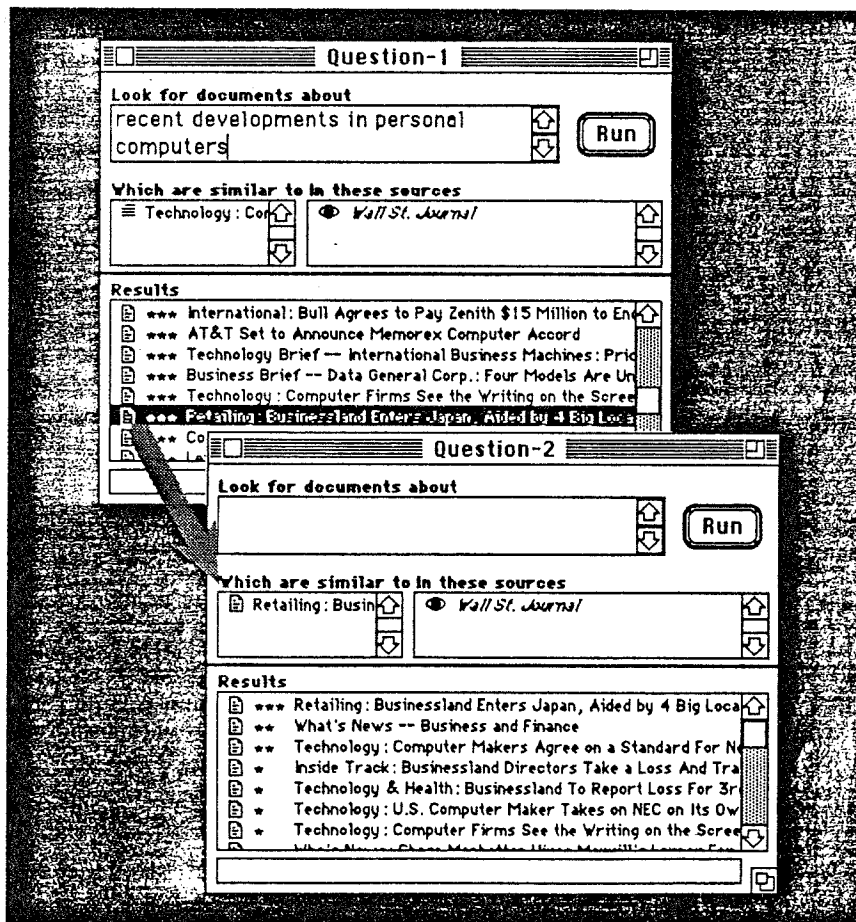 Question-1
Look for documents about
recent developments in personal
computers
Run
Which are similar to In these sources
Technology : Cor
Wall St. Journal
Results
*** International: Bull Agrees to Pay Zenith $15 Million to En
*** AT&T Set to Announce Memorex Computer Accord
*** Technology Brief -- International Business Machines: Pric
*** Business Brief -- Data General Corp.: Four Models Are Un
*** Technology: Computer Firms See the Writing on the Scree
*** Retailing: Businessland Enters Japan, Aided by 4 Big Loca
*** Co
Question-2
Look for documents about
Run
Which are similar to In these sources
Retailing: Busin
Wall St. Journal
Results
*** Retailing: Businessland Enters Japan, Aided by 4 Big Loca
** What's News -- Business and Finance
** Technology: Computer Makers Agree on a Standard For Ne
* Inside Track: Businessland Directors Take a Loss And Tra
* Technology & Health: Businessland To Report Loss For 3r
* Technology: U.S. Computer Maker Takes on NEC on Its Ow
* Technology: Computer Firms See the Writing on the Scree